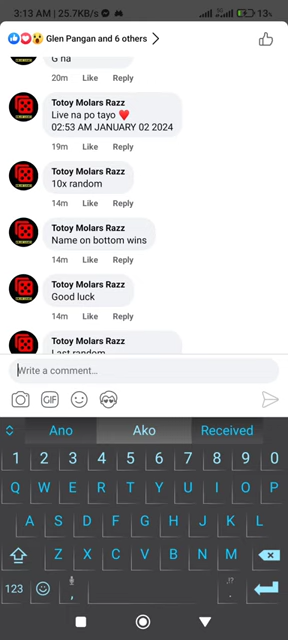 3:13 AM | 25.7KB/s
13%
Glen Pangan and 6 others
G na
20m Like Reply
Totoy Molars Razz
Live na po tayo ❤️
02:53 AM JANUARY 02 2024
19m Like Reply
Totoy Molars Razz
10x random
14m Like Reply
Totoy Molars Razz
Name on bottom wins
14m Like Reply
Totoy Molars Razz
Good luck
14m Like Reply
Totoy Molars Razz
Last random
Write a comment...
GIF
Ano Ako Received
1 2 3 4 5 6 7 8 9 0
Q W E R T Y U I O P
A S D F G H J K L
Z X C V B N M
123 , .